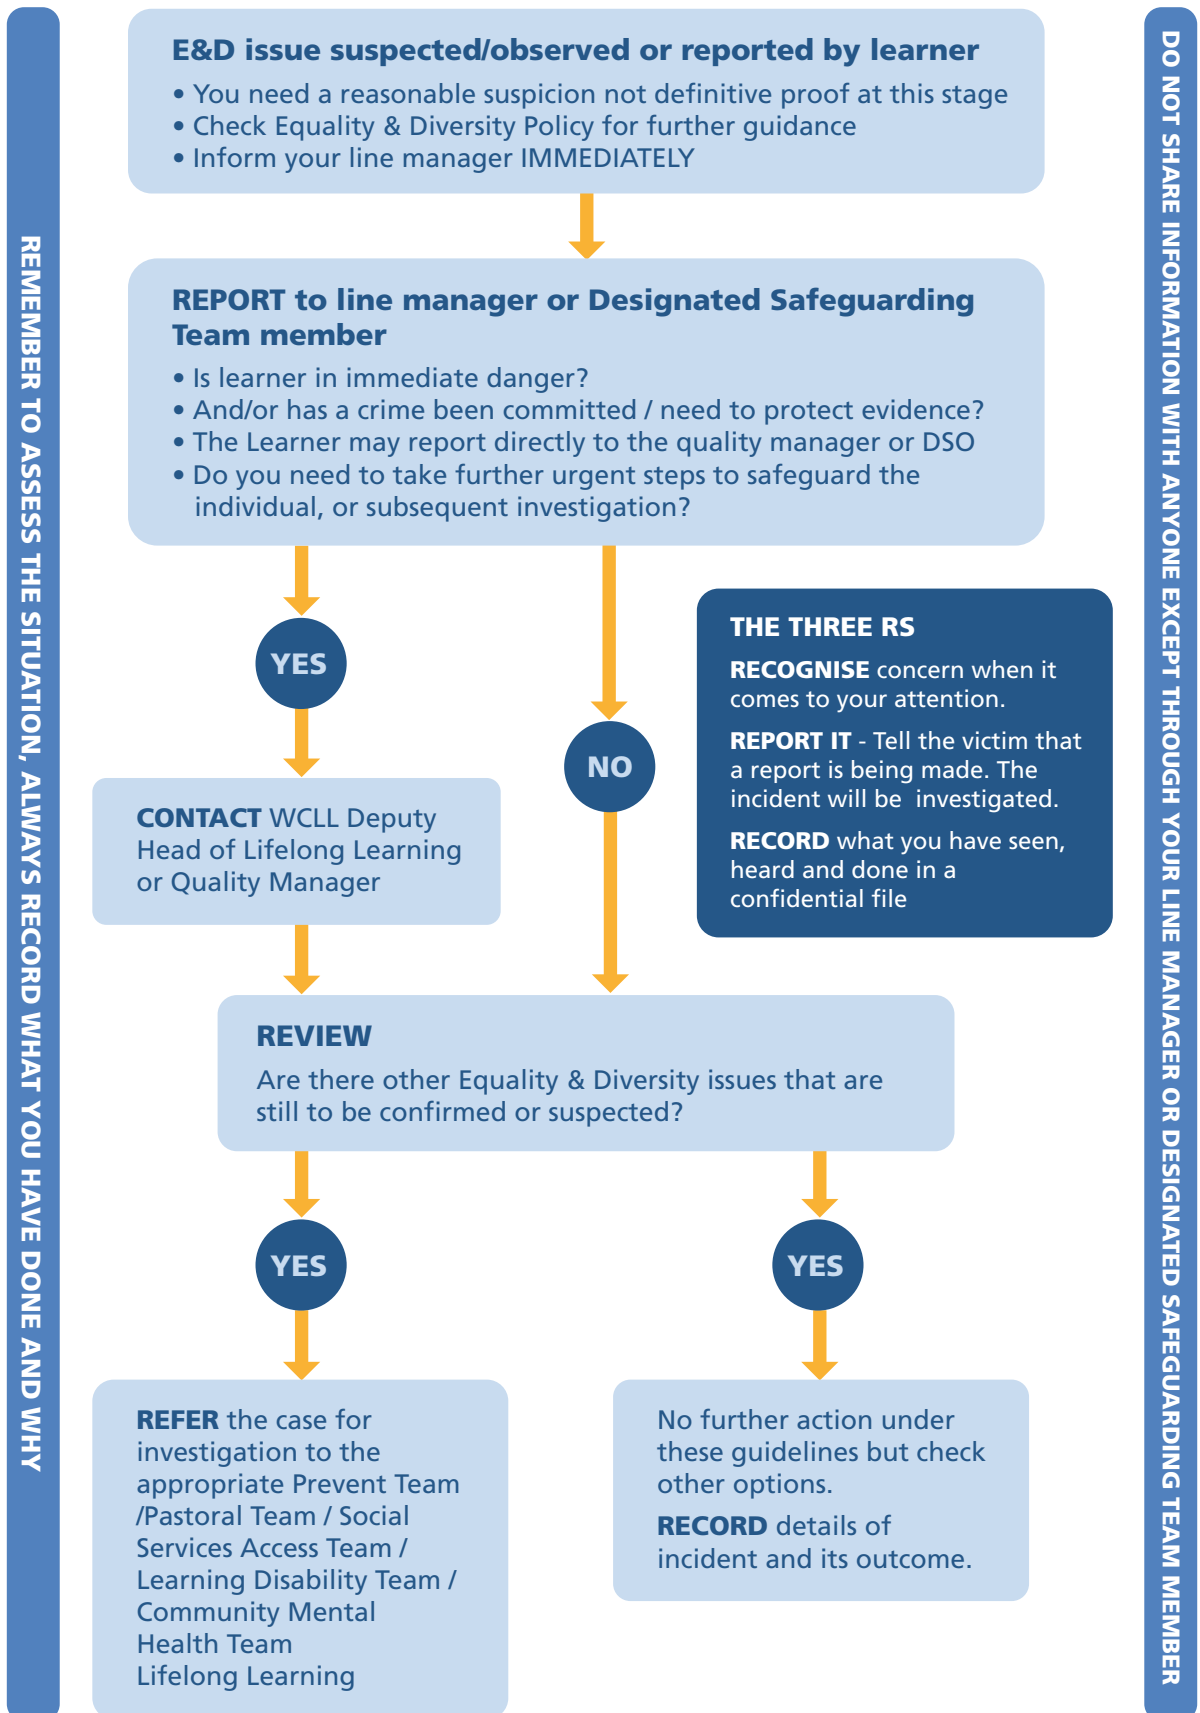 REMEMBER TO ASSESS THE SITUATION, ALWAYS RECORD WHAT YOU HAVE DONE AND WHY
E&D issue suspected/observed or reported by learner
• You need a reasonable suspicion not definitive proof at this stage
• Check Equality & Diversity Policy for further guidance
• Inform your line manager IMMEDIATELY
REPORT to line manager or Designated Safeguarding
Team member
• Is learner in immediate danger?
• And/or has a crime been committed / need to protect evidence?
• The Learner may report directly to the quality manager or DSO
• Do you need to take further urgent steps to safeguard the
individual, or subsequent investigation?
YES
NO
THE THREE RS
RECOGNISE concern when it
comes to your attention.
REPORT IT - Tell the victim that
a report is being made. The
incident will be  investigated.
RECORD what you have seen,
heard and done in a
confidential file
CONTACT WCLL Deputy
Head of Lifelong Learning
or Quality Manager
REVIEW
Are there other Equality & Diversity issues that are
still to be confirmed or suspected?
YES
YES
REFER the case for
investigation to the
appropriate Prevent Team
/Pastoral Team / Social
Services Access Team /
Learning Disability Team /
Community Mental
Health Team
Lifelong Learning
No further action under
these guidelines but check
other options.
RECORD details of
incident and its outcome.
DO NOT SHARE INFORMATION WITH ANYONE EXCEPT THROUGH YOUR LINE MANAGER OR DESIGNATED SAFEGUARDING TEAM MEMBER